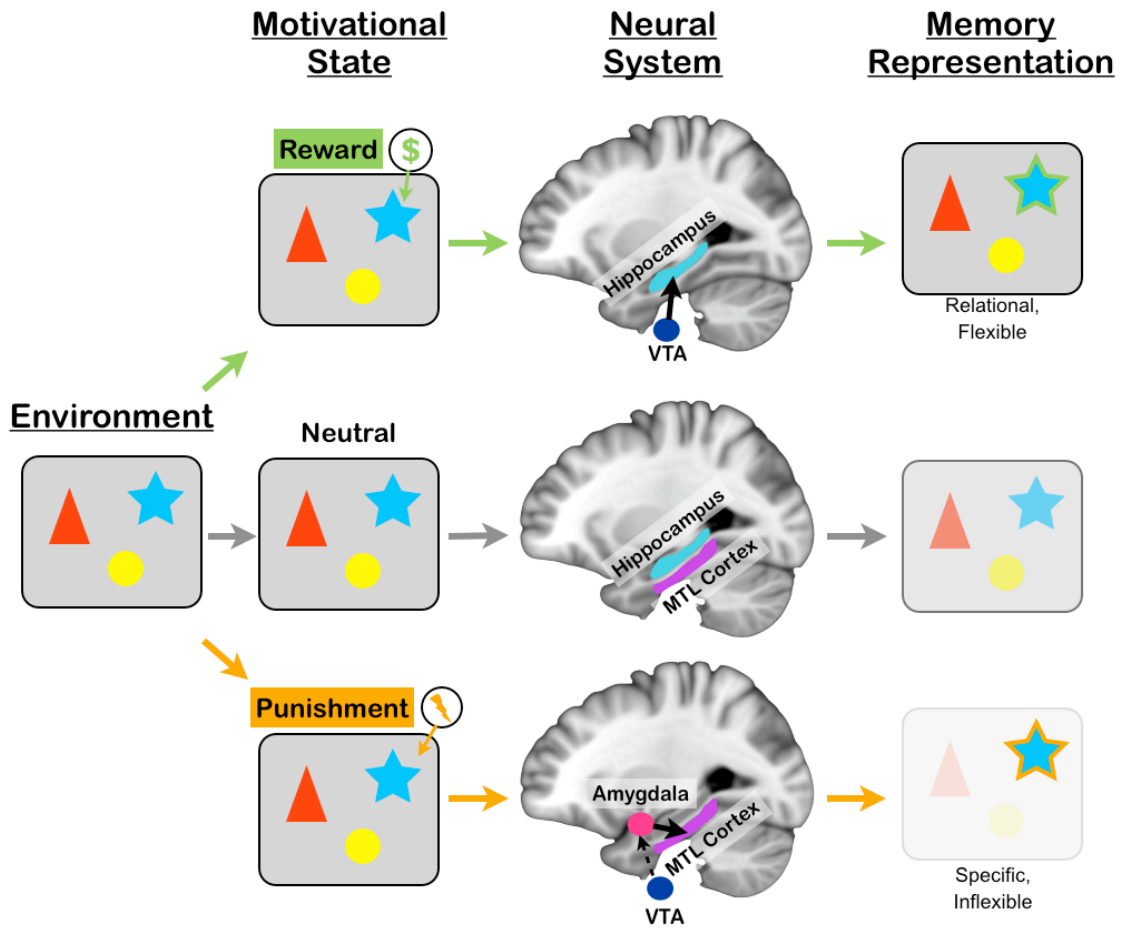 Motivational
State
Neural
System
Memory
Representation
Reward
$
Hippocampus
VTA
Relational,
Flexible
Environment
Neutral
Hippocampus
MTL Cortex
Punishment
Amygdala
MTL Cortex
VTA
Specific,
Inflexible